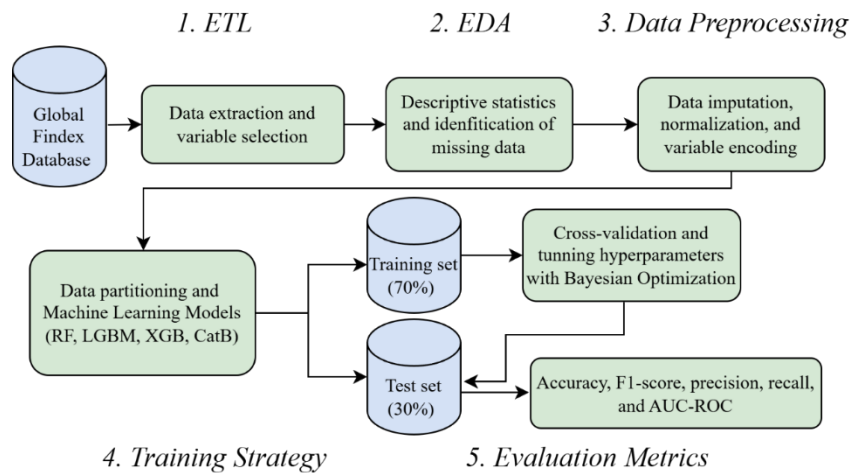 1. ETL
2. EDA
3. Data Preprocessing
Global
Findex
Database
Data extraction and
variable selection
Descriptive statistics
and idenfitication of
missing data
Data imputation,
normalization, and
variable encoding
Data partitioning and
Machine Learning Models
(RF, LGBM, XGB, CatB)
Training set
(70%)
Cross-validation and
tunning hyperparameters
with Bayesian Optimization
Test set
(30%)
Accuracy, F1-score, precision, recall,
and AUC-ROC
4. Training Strategy
5. Evaluation Metrics